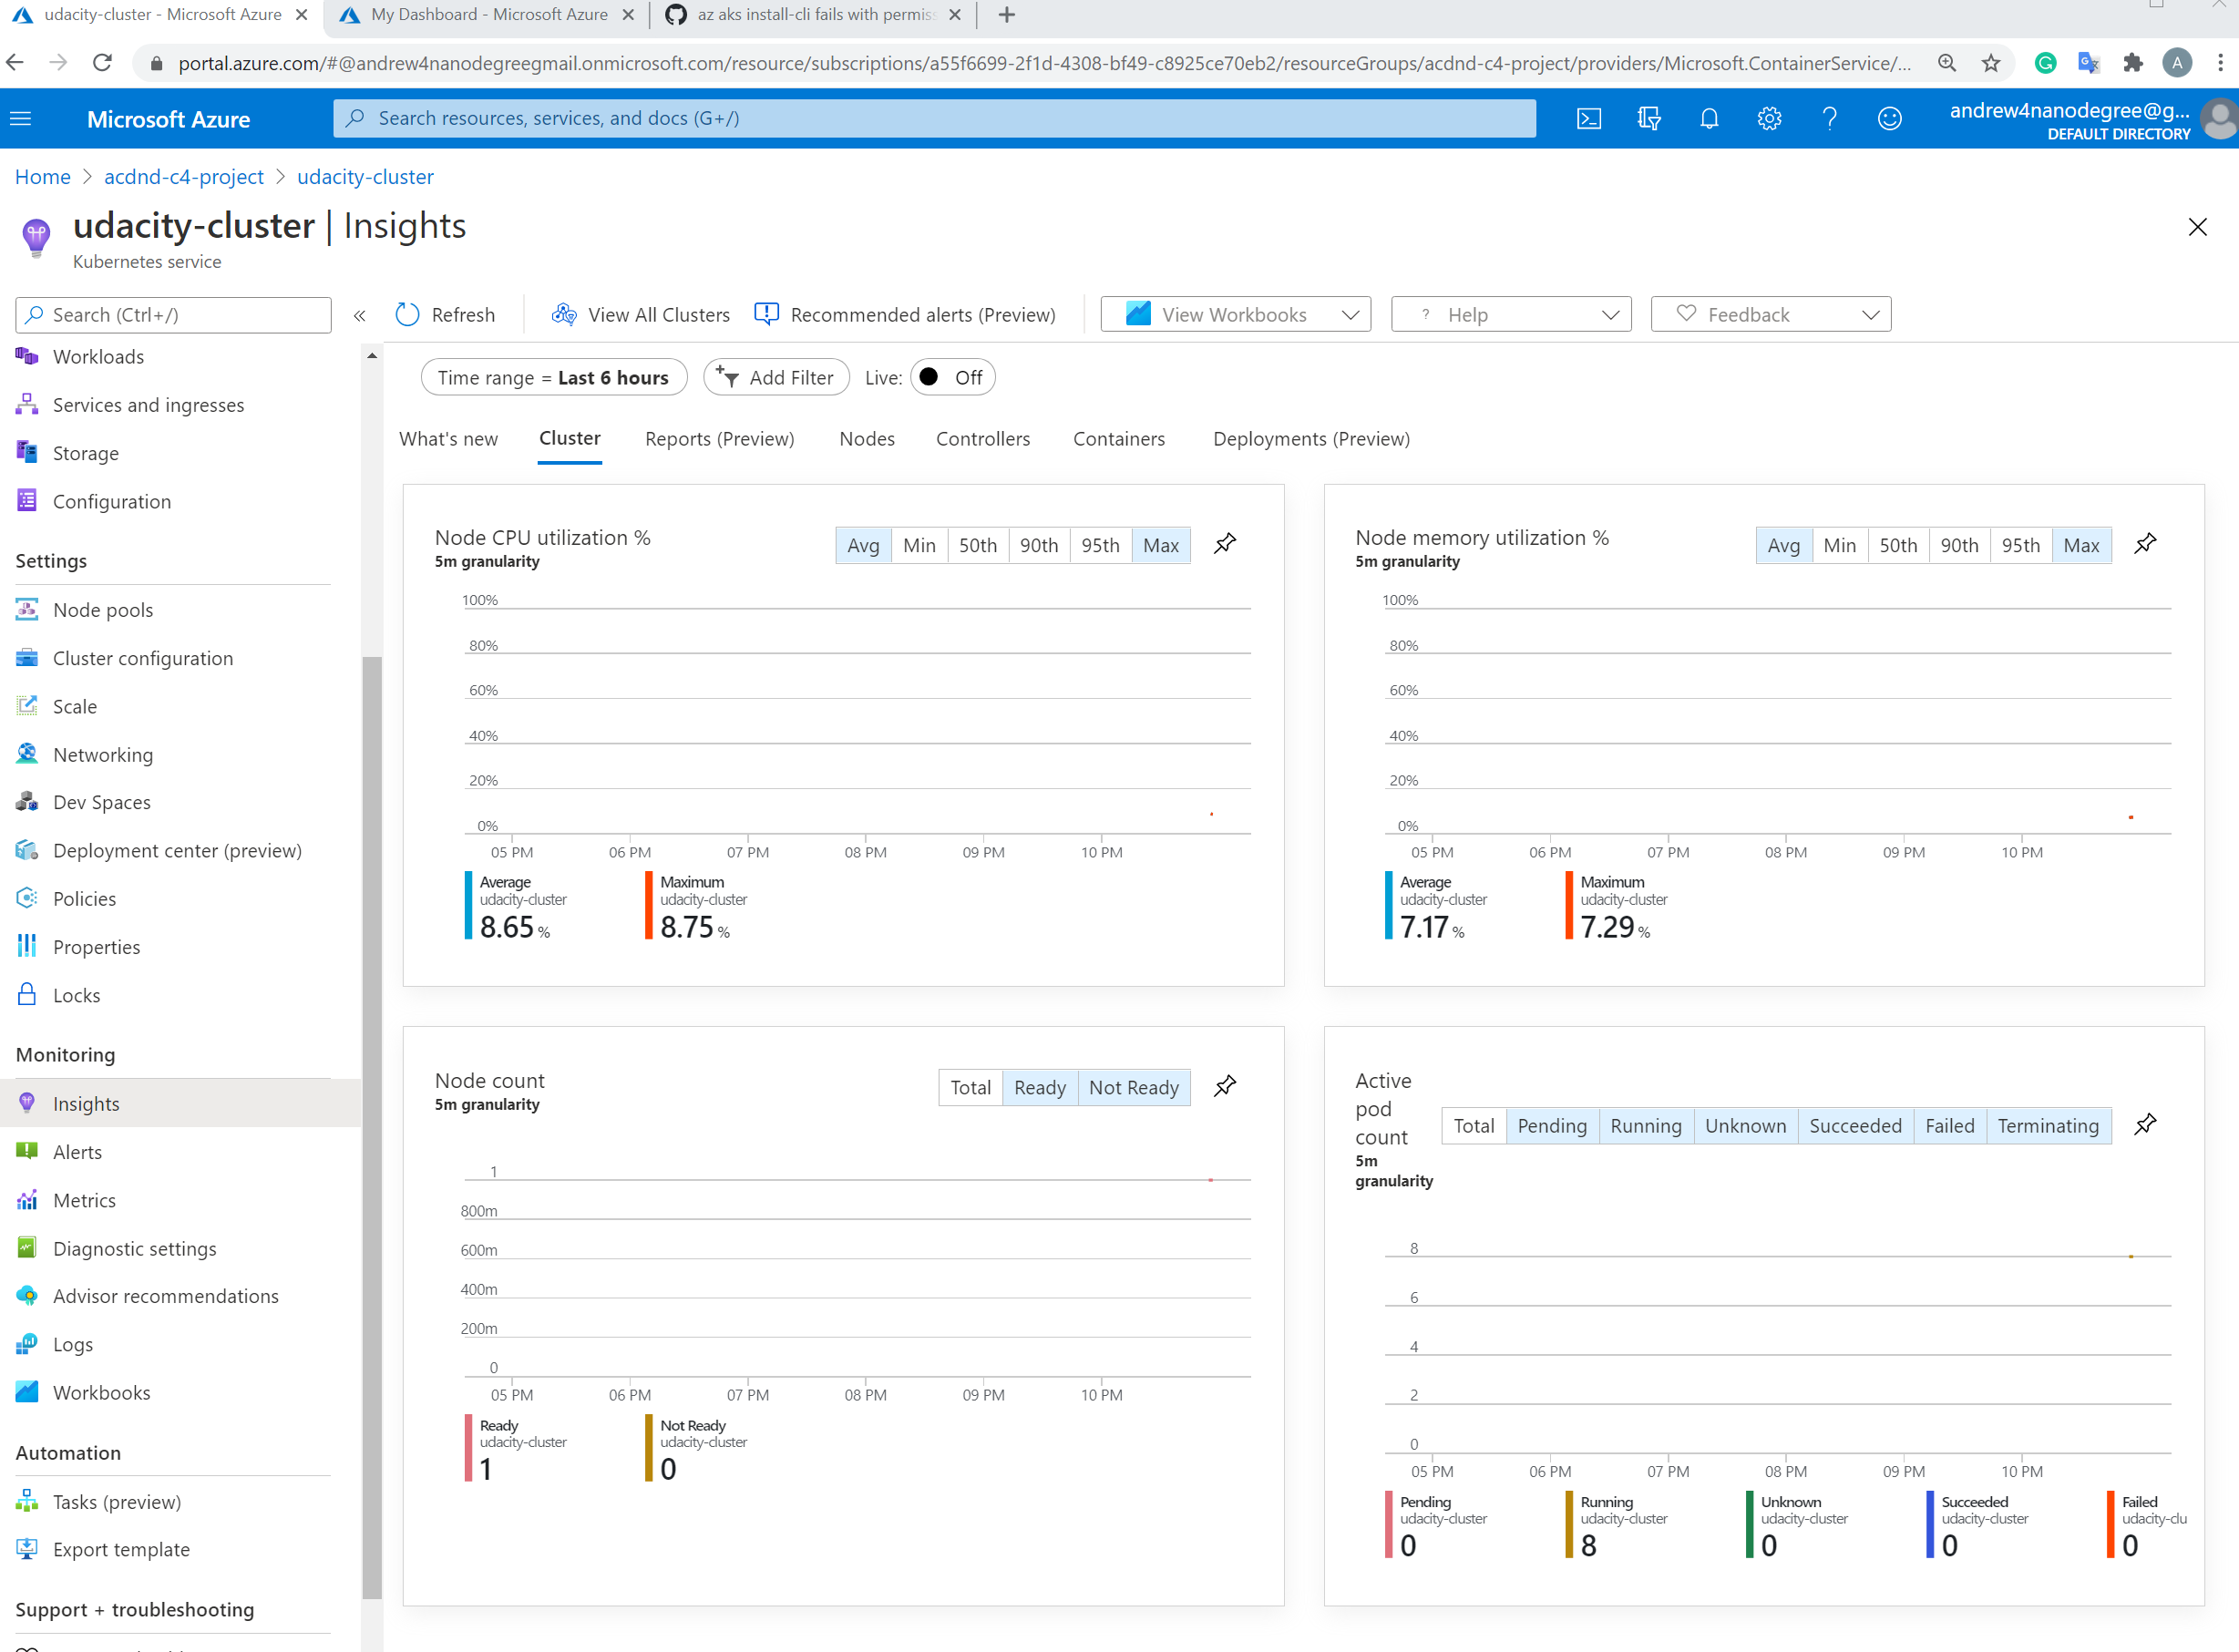 udacity-cluster - Microsoft Azure
My Dashboard - Microsoft Azure
az aks install-cli fails with permis
portal.azure.com/#@andrew4nanodegreegmail.onmicrosoft.com/resource/subscriptions/a55f6699-2f1d-4308-bf49-c8925ce70eb2/resourceGroups/acdnd-c4-project/providers/Microsoft.ContainerService/...
A
Microsoft Azure
Search resources, services, and docs (G+/)
andrew4nanodegree@g...
DEFAULT DIRECTORY
Home > acdnd-c4-project > udacity-cluster
udacity-cluster | Insights
Kubernetes service
Search (Ctrl+/)
«
Refresh
View All Clusters
Recommended alerts (Preview)
View Workbooks
? Help
Feedback
Workloads
Services and ingresses
Storage
Configuration
Settings
Node pools
Cluster configuration
Scale
Networking
Dev Spaces
Deployment center (preview)
Policies
Properties
Locks
Monitoring
Insights
Alerts
Metrics
Diagnostic settings
Advisor recommendations
Logs
Workbooks
Automation
Tasks (preview)
Export template
Support + troubleshooting
Time range = Last 6 hours
Add Filter
Live: Off
What's new
Cluster
Reports (Preview)
Nodes
Controllers
Containers
Deployments (Preview)
Node CPU utilization %
5m granularity
Avg Min 50th 90th 95th Max
100%
80%
60%
40%
20%
0%
05 PM 06 PM 07 PM 08 PM 09 PM 10 PM
Average
udacity-cluster
8.65 %
Maximum
udacity-cluster
8.75 %
Node memory utilization %
5m granularity
Avg Min 50th 90th 95th Max
100%
80%
60%
40%
20%
0%
05 PM 06 PM 07 PM 08 PM 09 PM 10 PM
Average
udacity-cluster
7.17 %
Maximum
udacity-cluster
7.29 %
Node count
5m granularity
Total Ready Not Ready
1
800m
600m
400m
200m
0
05 PM 06 PM 07 PM 08 PM 09 PM 10 PM
Ready
udacity-cluster
1
Not Ready
udacity-cluster
0
Active
pod
count
5m
granularity
Total Pending Running Unknown Succeeded Failed Terminating
8
6
4
2
0
05 PM 06 PM 07 PM 08 PM 09 PM 10 PM
Pending
udacity-cluster
0
Running
udacity-cluster
8
Unknown
udacity-cluster
0
Succeeded
udacity-cluster
0
Failed
udacity-clu
0